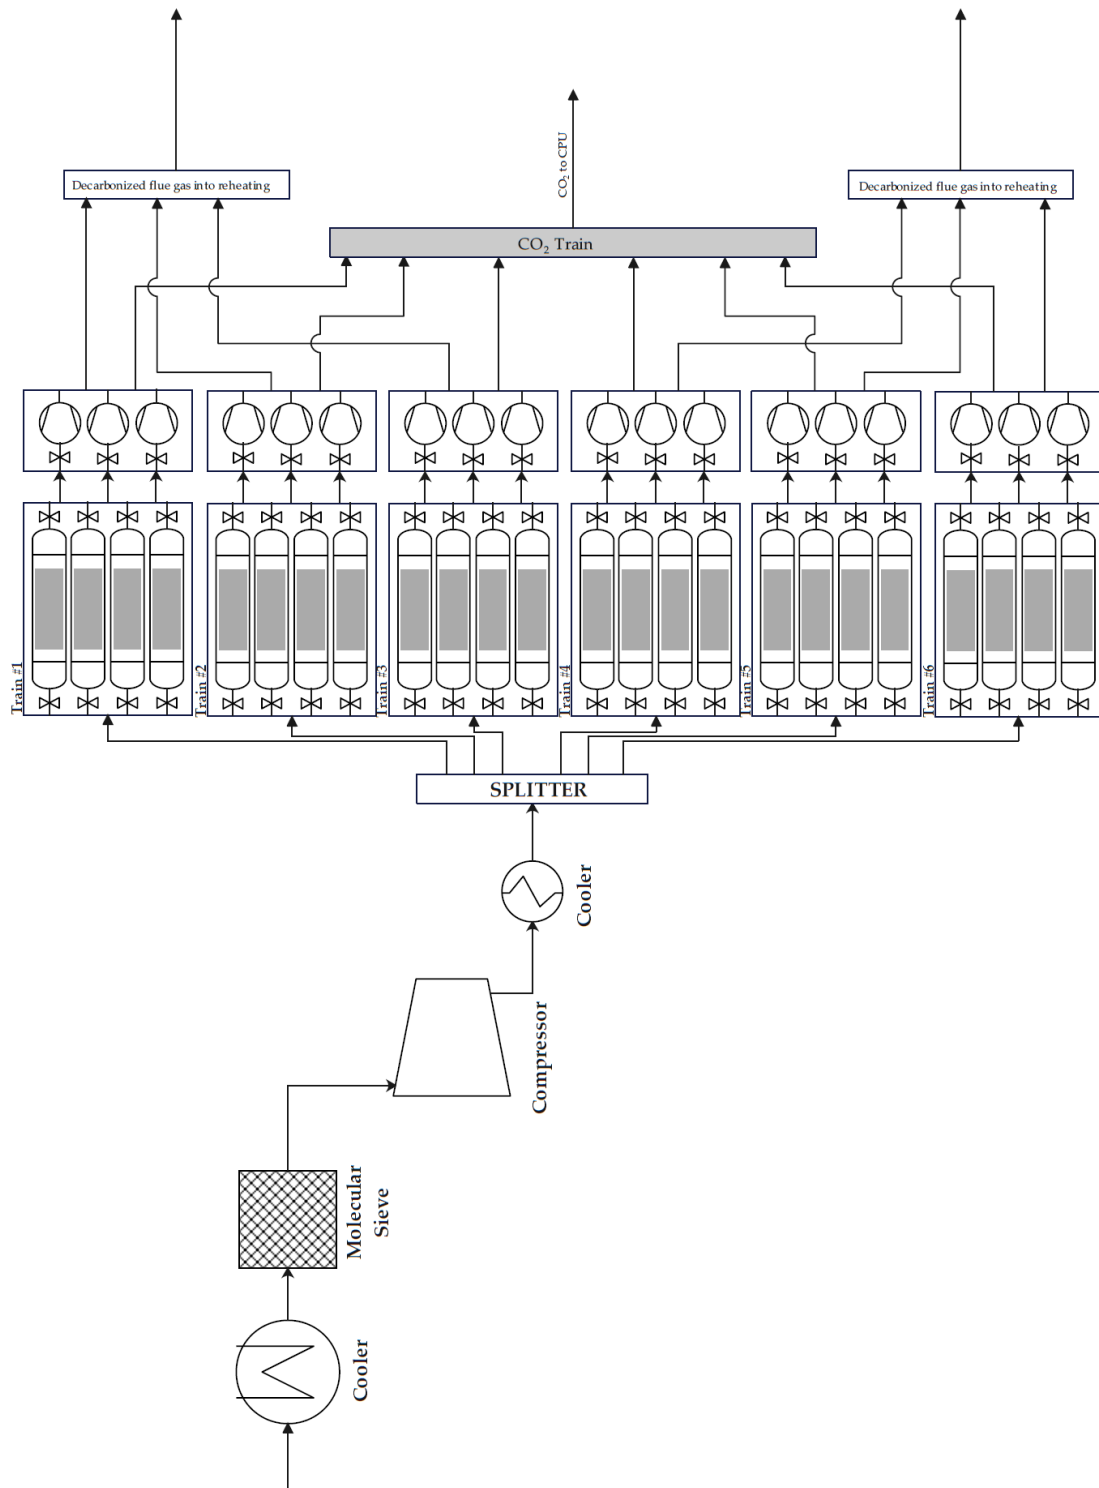 CO₂ to CPU
Decarbonized flue gas into reheating
Decarbonized flue gas into reheating
CO₂ Train
Train #1
Train #2
Train #3
Train #4
Train #5
Train #6
SPLITTER
Cooler
Compressor
Molecular
Sieve
Cooler